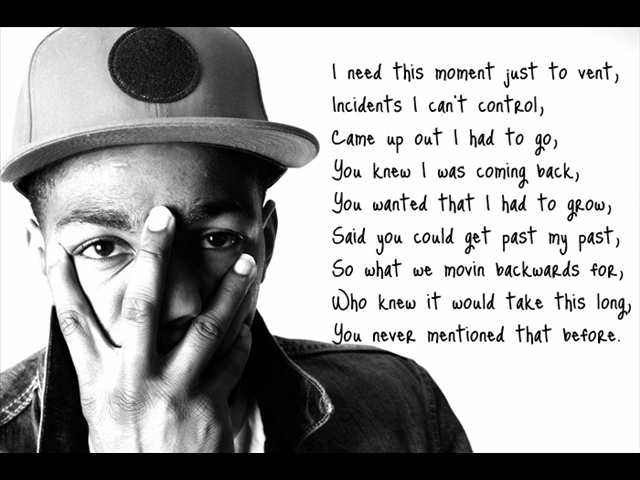 I need this moment just to vent,
Incidents I can't control,
Came up out I had to go,
You knew I was coming back,
You wanted that I had to grow,
Said you could get past my past,
So what we movin backwards for,
Who knew it would take this long,
You never mentioned that before.